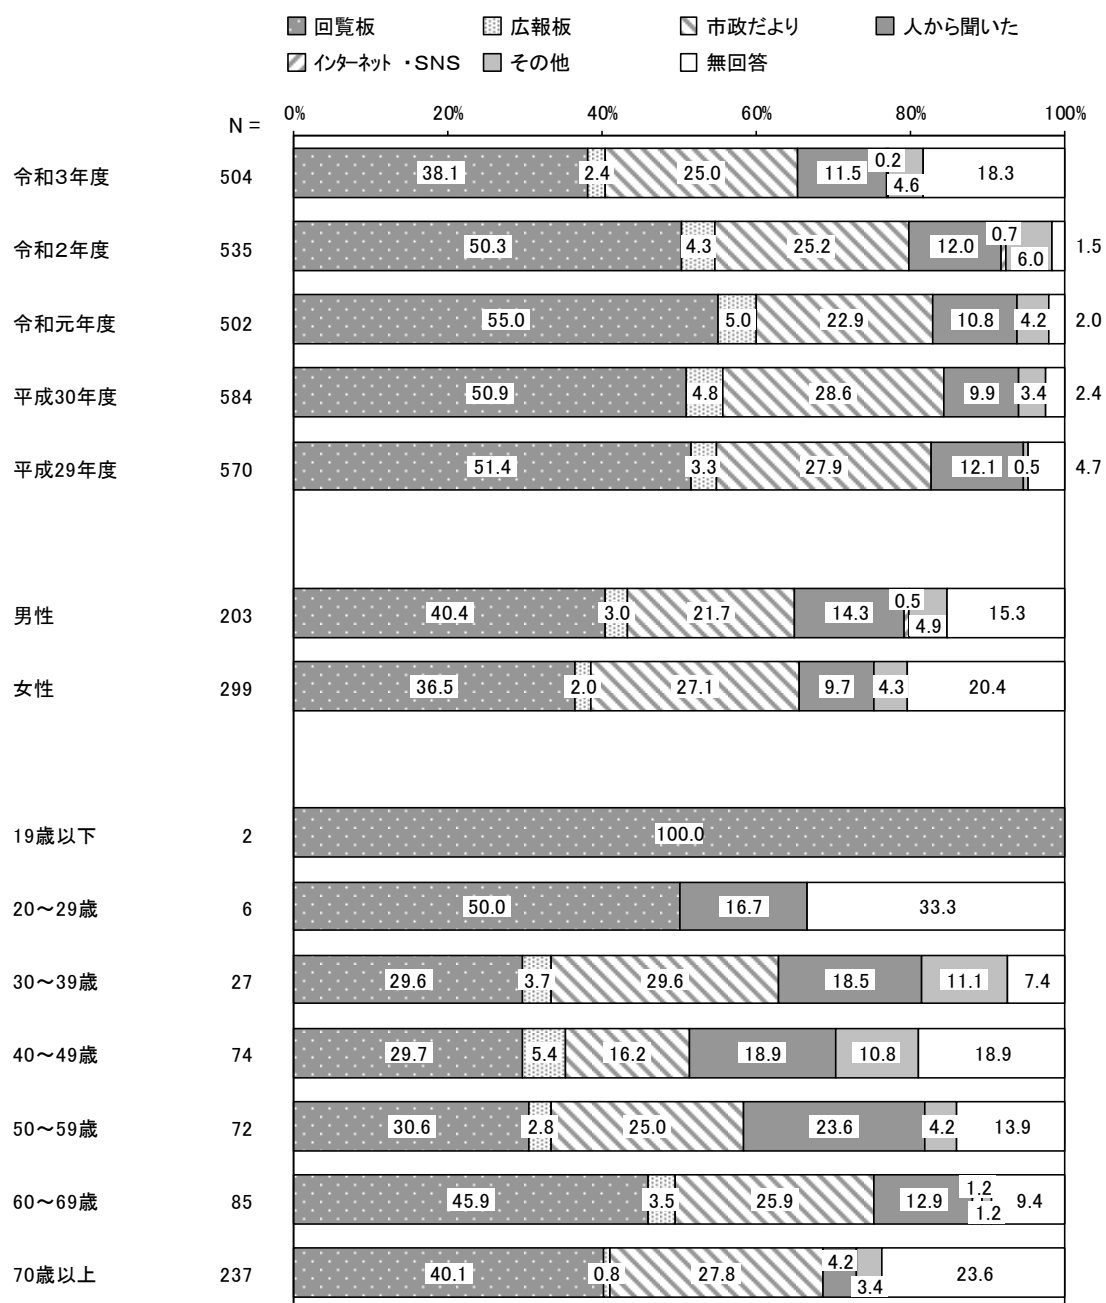 回覧板 広報板 市政だより 人から聞いた
インターネット・SNS その他 無回答
0% 20% 40% 60% 80% 100%
N =
令和3年度 504 38.1 2.4 25.0 11.5 0.2 4.6 18.3
令和2年度 535 50.3 4.3 25.2 12.0 0.7 6.0 1.5
令和元年度 502 55.0 5.0 22.9 10.8 4.2 2.0
平成30年度 584 50.9 4.8 28.6 9.9 3.4 2.4
平成29年度 570 51.4 3.3 27.9 12.1 0.5 4.7
男性 203 40.4 3.0 21.7 14.3 0.5 4.9 15.3
女性 299 36.5 2.0 27.1 9.7 4.3 20.4
19歳以下 2 100.0
20～29歳 6 50.0 16.7 33.3
30～39歳 27 29.6 3.7 29.6 18.5 11.1 7.4
40～49歳 74 29.7 5.4 16.2 18.9 10.8 18.9
50～59歳 72 30.6 2.8 25.0 23.6 4.2 13.9
60～69歳 85 45.9 3.5 25.9 12.9 1.2 1.2 9.4
70歳以上 237 40.1 0.8 27.8 4.2 3.4 23.6